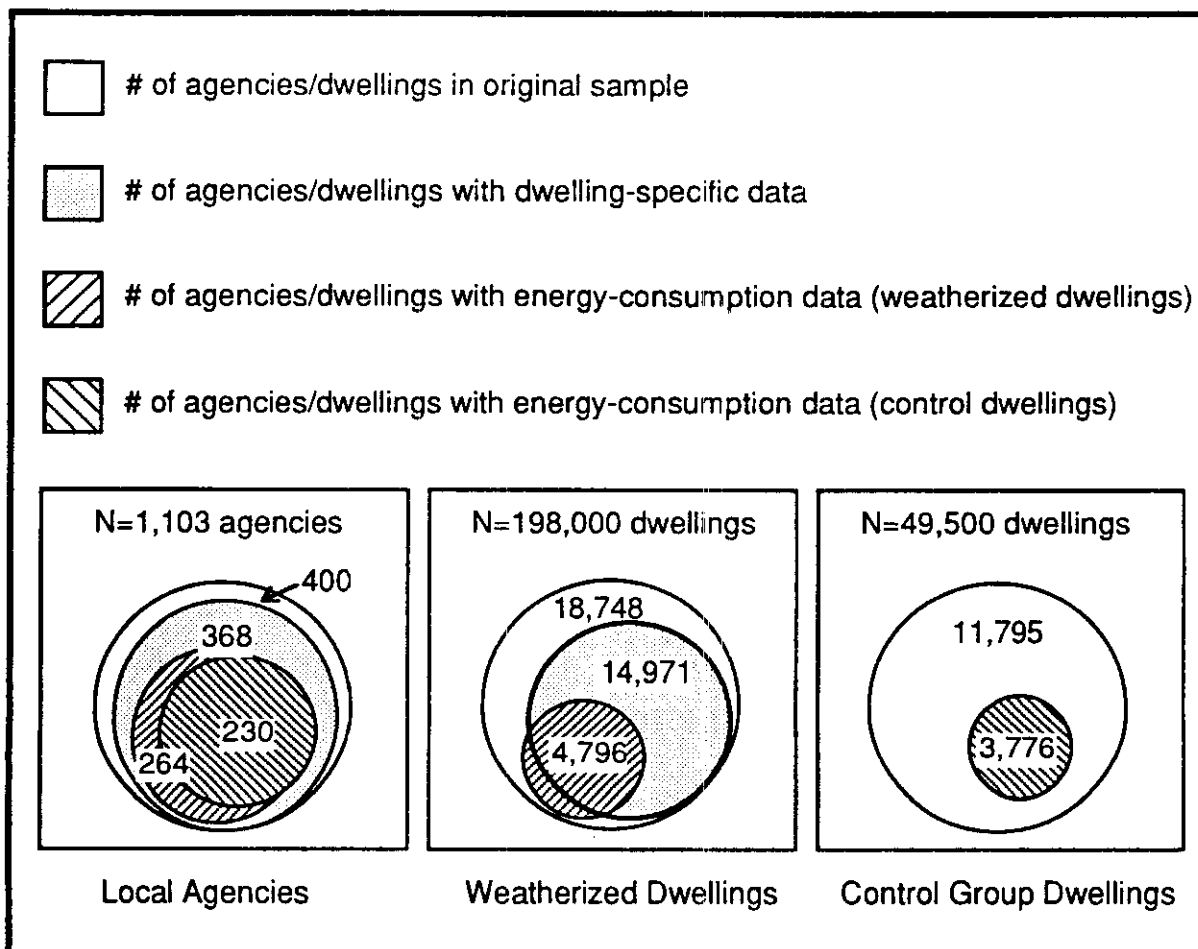 # of agencies/dwellings in original sample
# of agencies/dwellings with dwelling-specific data
# of agencies/dwellings with energy-consumption data (weatherized dwellings)
# of agencies/dwellings with energy-consumption data (control dwellings)
N=1,103 agencies
400
368
230
264
Local Agencies
N=198,000 dwellings
18,748
14,971
4,796
Weatherized Dwellings
N=49,500 dwellings
11,795
3,776
Control Group Dwellings